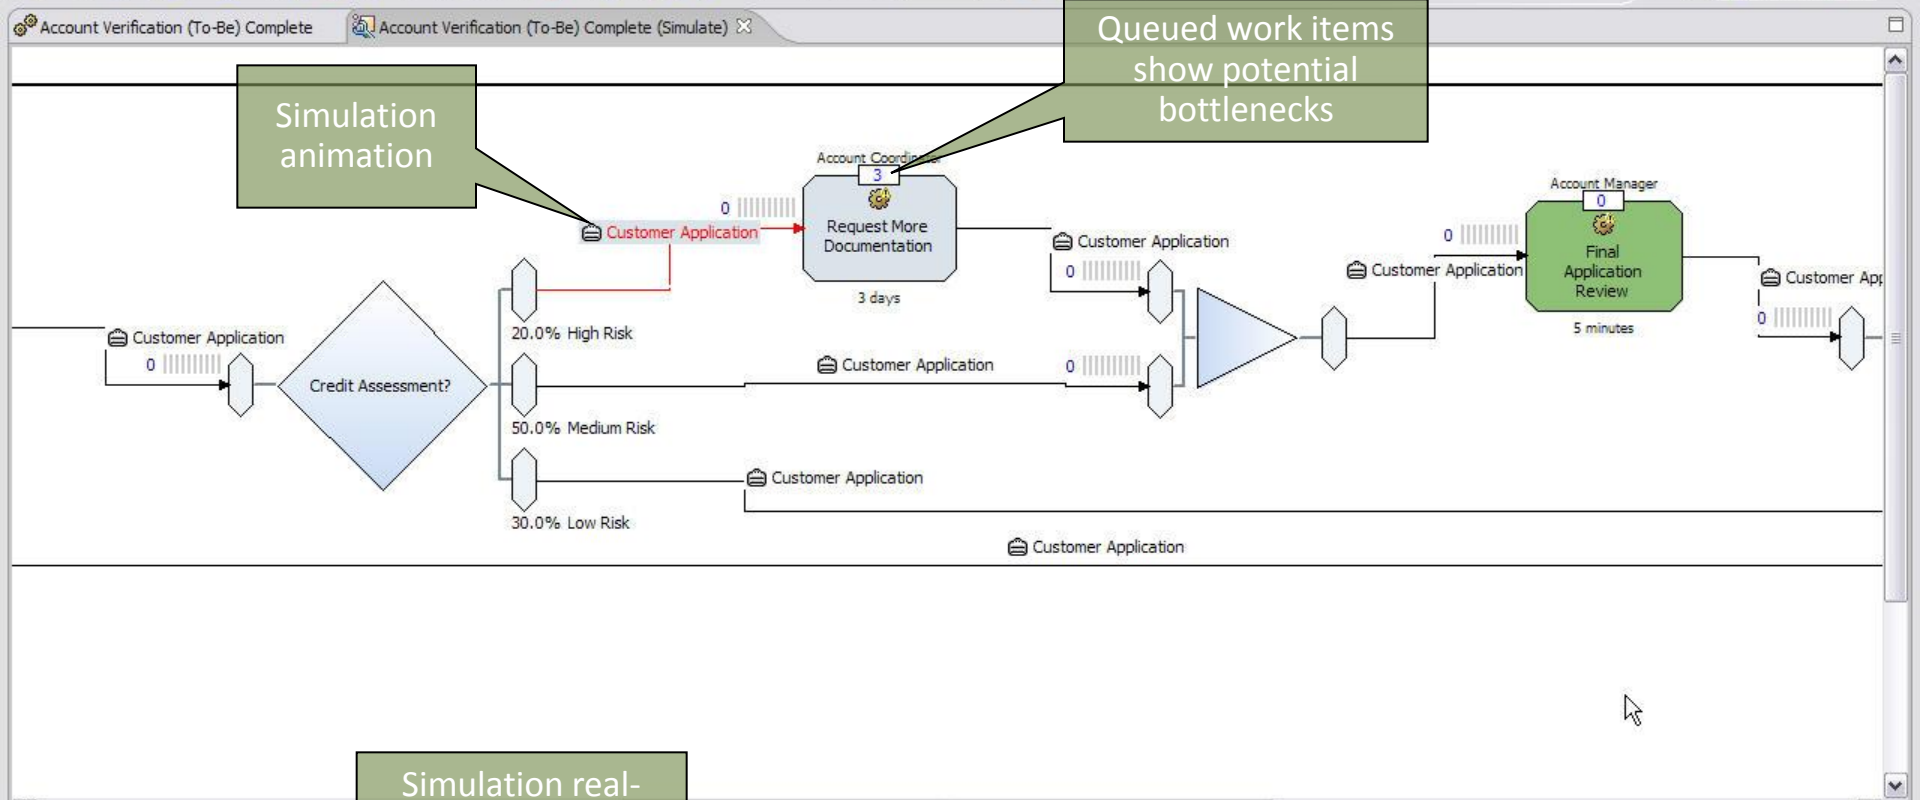 Account Verification (To-Be) Complete
Account Verification (To-Be) Complete (Simulate)
Queued work items
show potential
bottlenecks
Simulation
animation
Account Coordinator
3
Request More
Documentation
3 days
0
Customer Application
Account Manager
0
Final
Application
Review
5 minutes
0
Customer Application
Customer Application
0
Customer App
0
Customer Application
0
Credit Assessment?
20.0% High Risk
Customer Application
0
50.0% Medium Risk
Customer Application
30.0% Low Risk
Customer Application
Simulation real-